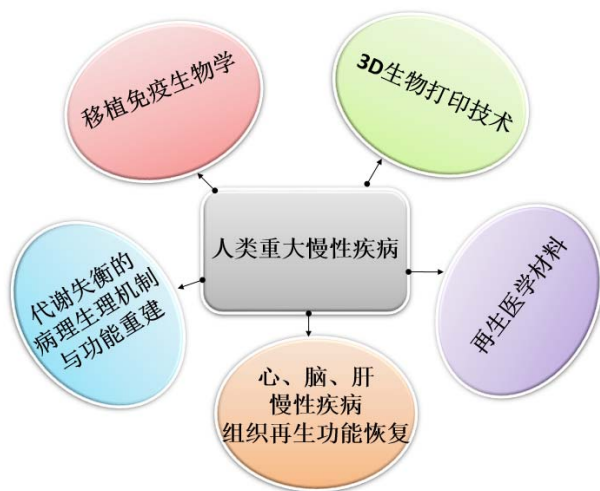 移植免疫生物学
3D生物打印技术
人类重大慢性疾病
代谢失衡的
病理生理机制
与功能重建
再生医学材料
心、脑、肝
慢性疾病
组织再生功能恢复